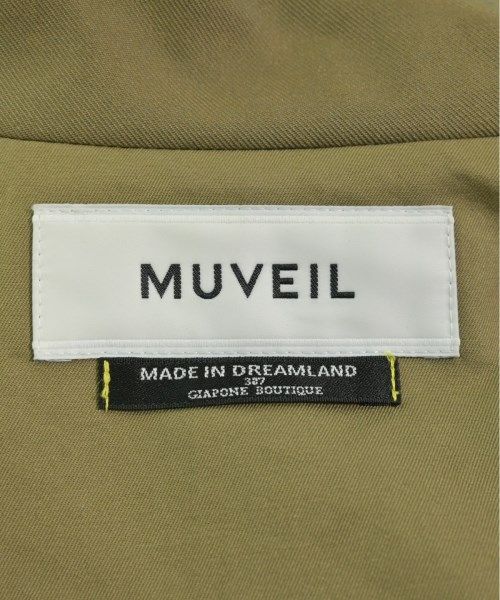 MUVEIL
MADE IN DREAMLAND
387
GIAPONE BOUTIQUE